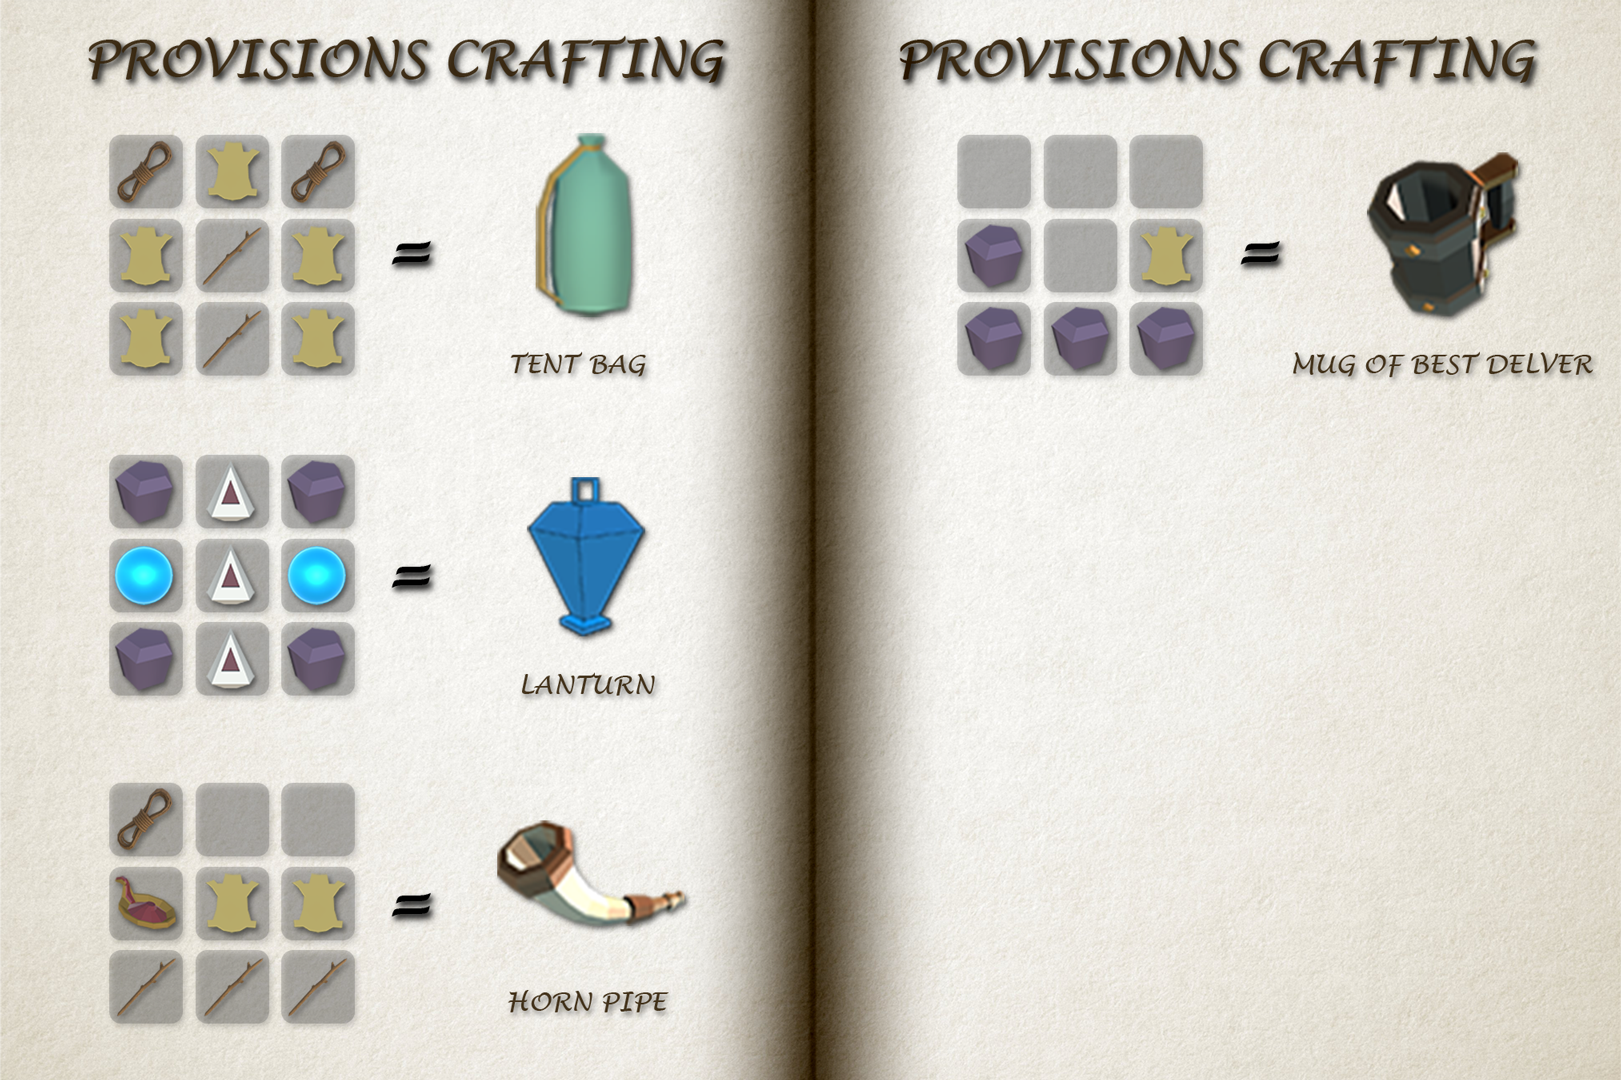 PROVISIONS CRAFTING
=
TENT BAG
=
LANTURN
=
HORN PIPE
PROVISIONS CRAFTING
=
MUG OF BEST DELVER